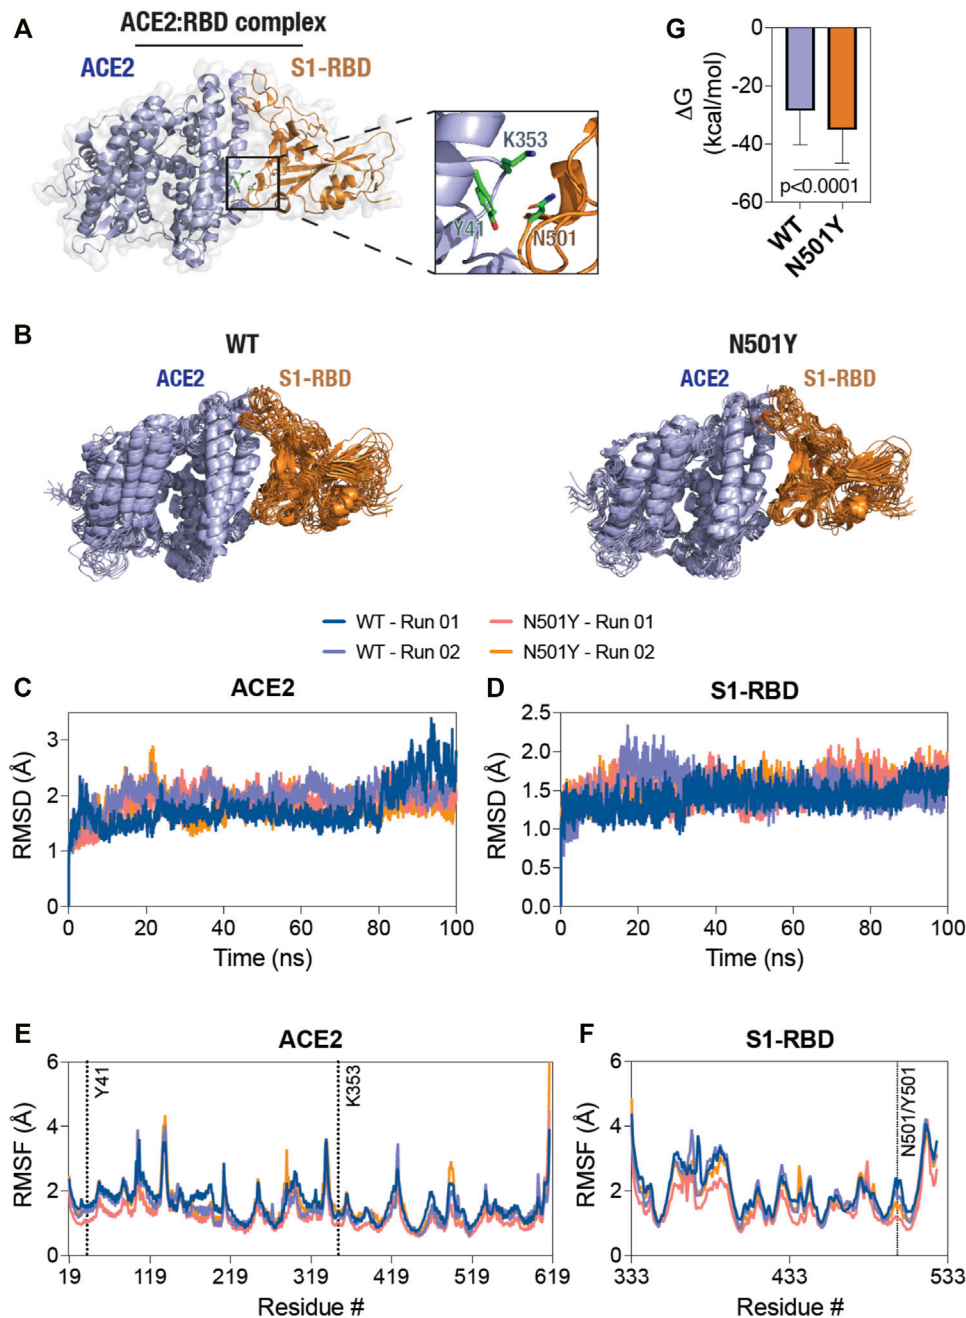 A
ACE2:RBD complex
ACE2
S1-RBD
K353
Y41
N501
G
ΔG
(kcal/mol)
0
-20
-40
-60
p<0.0001
WT
N501Y
B
WT
ACE2
S1-RBD
N501Y
ACE2
S1-RBD
WT - Run 01
N501Y - Run 01
WT - Run 02
N501Y - Run 02
C
ACE2
RMSD (Å)
3
2
1
0
0
20
40
60
80
100
Time (ns)
D
S1-RBD
RMSD (Å)
2.5
2.0
1.5
1.0
0.5
0.0
0
20
40
60
80
100
Time (ns)
E
ACE2
RMSF (Å)
6
4
2
0
Y41
K353
19
119
219
319
419
519
619
Residue #
F
S1-RBD
RMSF (Å)
6
4
2
0
N501/Y501
333
433
533
Residue #